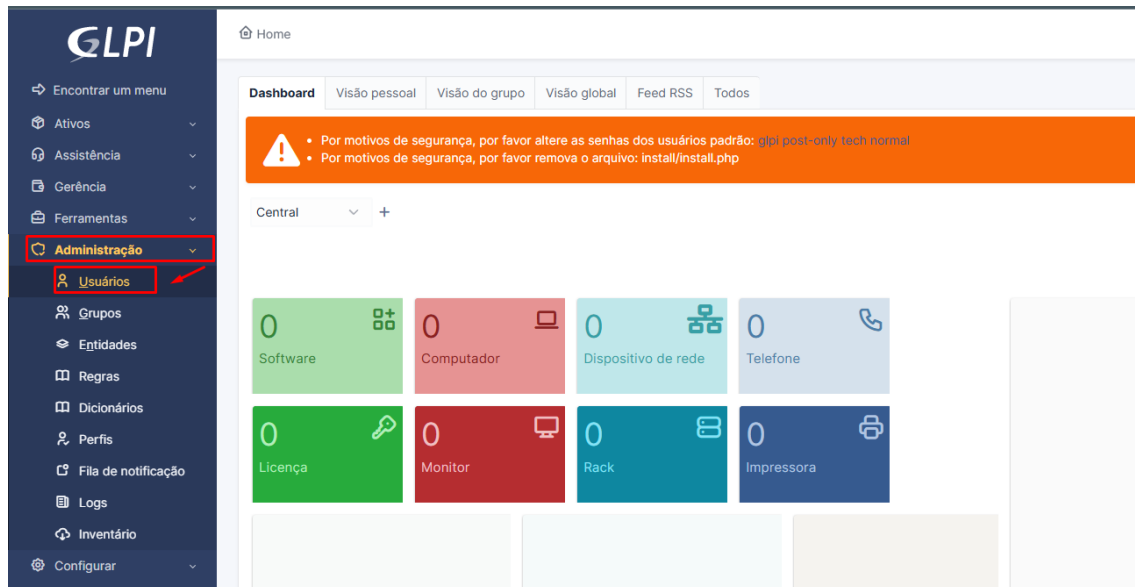 GLPI
Home
Encontrar um menu
Ativos
Assistência
Gerência
Ferramentas
Administração
Usuários
Grupos
Entidades
Regras
Dicionários
Perfis
Fila de notificação
Logs
Inventário
Configurar
Dashboard
Visão pessoal
Visão do grupo
Visão global
Feed RSS
Todos
• Por motivos de segurança, por favor altere as senhas dos usuários padrão: glpi post-only tech normal
• Por motivos de segurança, por favor remova o arquivo: install/install.php
Central
0
Software
0
Computador
0
Dispositivo de rede
0
Telefone
0
Licença
0
Monitor
0
Rack
0
Impressora